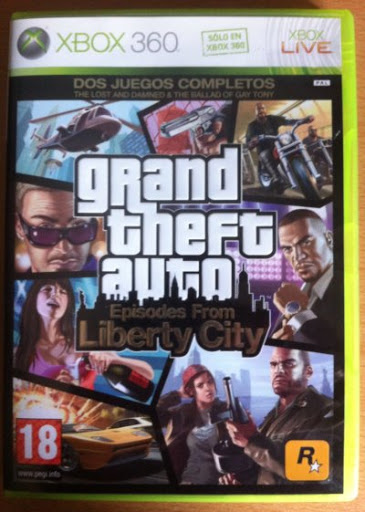 XBOX 360
SÓLO EN
XBOX 360
XBOX
LIVE
DOS JUEGOS COMPLETOS
THE LOST AND DAMNED & THE BALLAD OF GAY TONY
PAL
grand
theft
auto
Episodes From
Liberty City
18
www.pegi.info
R